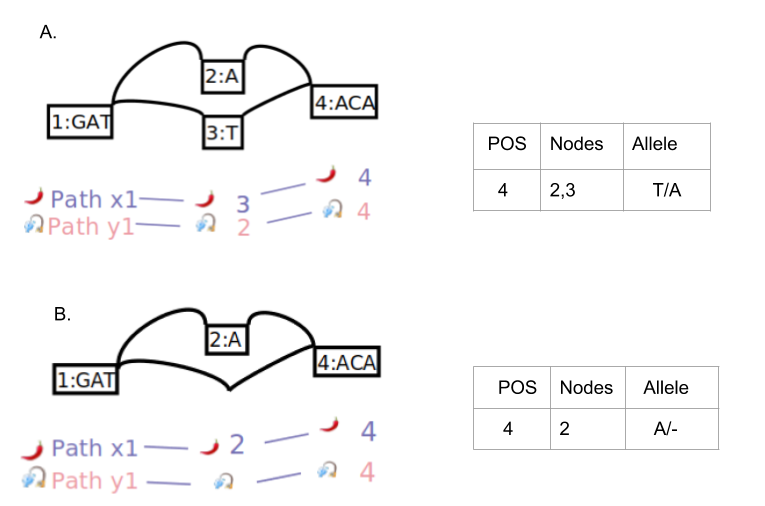 A.
2:A
1:GAT
4:ACA
3:T
Path x1 3 4
Path y1 2 4
POS Nodes Allele
4 2,3 T/A
B.
2:A
1:GAT
4:ACA
Path x1 2 4
Path y1 4
POS Nodes Allele
4 2 A/-